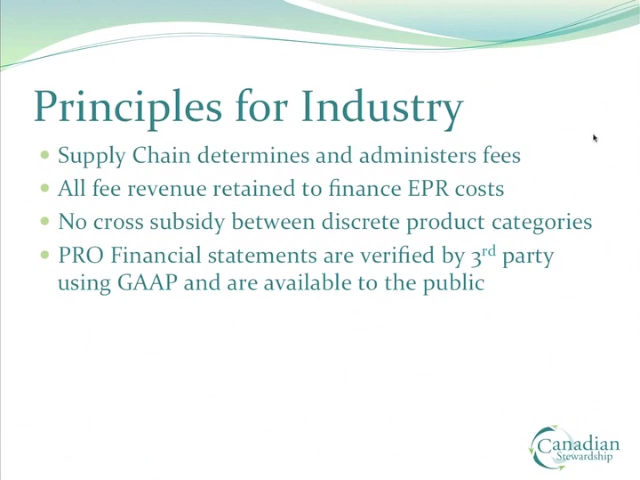 Principles for Industry
Supply Chain determines and administers fees
All fee revenue retained to finance EPR costs
No cross subsidy between discrete product categories
PRO Financial statements are verified by 3rd party
using GAAP and are available to the public
Canadian
Stewardship